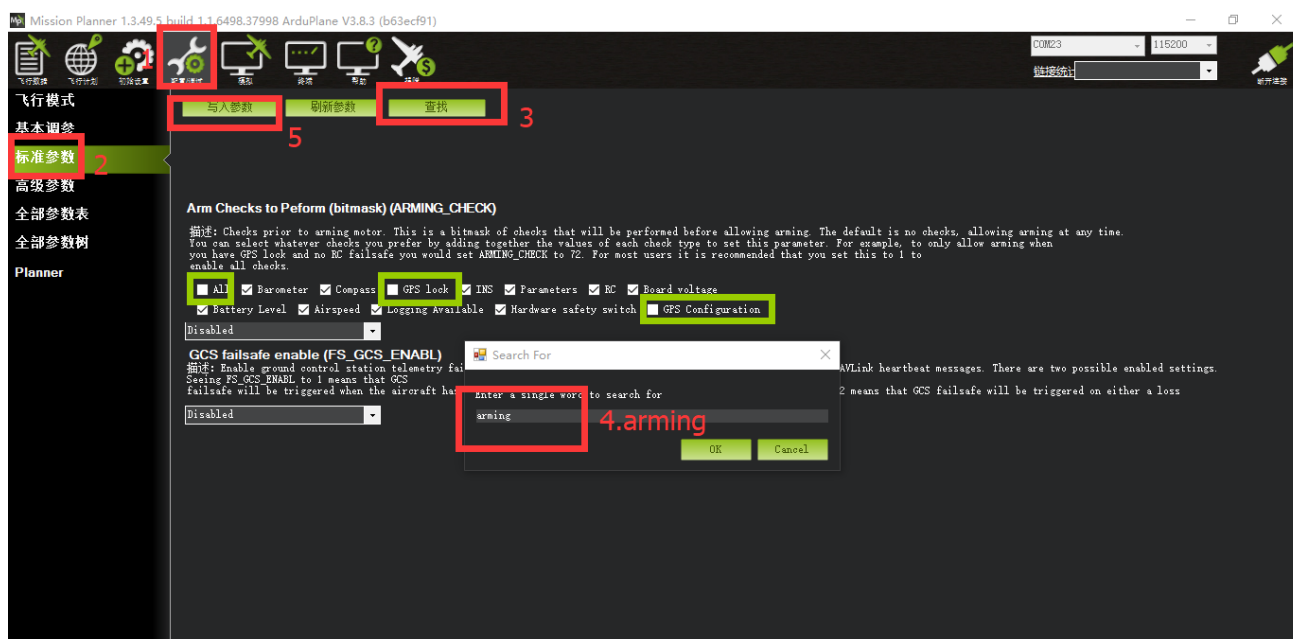 Mission Planner 1.3.49.5 build 1.1.6498.37998 ArduPlane V3.8.3 (b63ecf91)
COM23 115200
链接统计
飞行数据 飞行计划 初始设置 配置/调试 模拟 终端 帮助 断开连接
1
飞行模式
基本调参
标准参数
2
高级参数
全部参数表
全部参数树
Planner
写入参数 刷新参数 查找
3
5
Arm Checks to Peform (bitmask) (ARMING_CHECK)
描述: Checks prior to arming motor. This is a bitmask of checks that will be performed before allowing arming. The default is no checks, allowing arming at any time.
You can select whatever checks you prefer by adding together the values of each check type to set this parameter. For example, to only allow arming when
you have GPS lock and no RC failsafe you would set ARMING_CHECK to 72. For most users it is recommended that you set this to 1 to
enable all checks.
All Barometer Compass GPS lock INS Parameters RC Board voltage
Battery Level Airspeed Logging Available Hardware safety switch GPS Configuration
Disabled
GCS failsafe enable (FS_GCS_ENABL)
描述: Enable ground control station telemetry fai AVLink heartbeat messages. There are two possible enabled settings.
Seeing FS_GCS_ENABL to 1 means that GCS
failsafe will be triggered when the aircraft ha 2 means that GCS failsafe will be triggered on either a loss
Disabled
Search For
Enter a single word to search for
arming
4.arming
OK Cancel